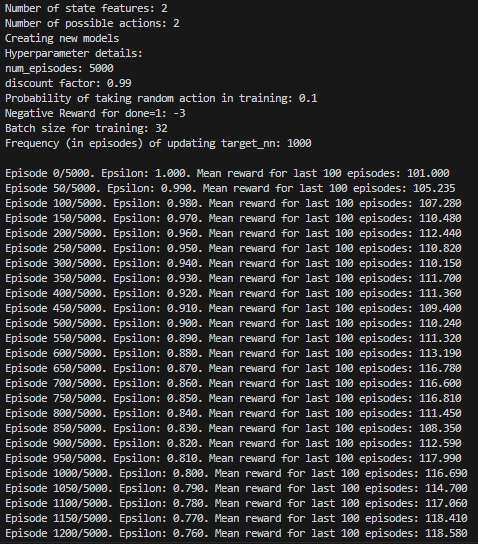 Number of state features: 2
Number of possible actions: 2
Creating new models
Hyperparameter details:
num_episodes: 5000
discount factor: 0.99
Probability of taking random action in training: 0.1
Negative Reward for done=1: -3
Batch size for training: 32
Frequency (in episodes) of updating target_nn: 1000

Episode 0/5000. Epsilon: 1.000. Mean reward for last 100 episodes: 101.000
Episode 50/5000. Epsilon: 0.990. Mean reward for last 100 episodes: 105.235
Episode 100/5000. Epsilon: 0.980. Mean reward for last 100 episodes: 107.280
Episode 150/5000. Epsilon: 0.970. Mean reward for last 100 episodes: 110.480
Episode 200/5000. Epsilon: 0.960. Mean reward for last 100 episodes: 112.440
Episode 250/5000. Epsilon: 0.950. Mean reward for last 100 episodes: 110.820
Episode 300/5000. Epsilon: 0.940. Mean reward for last 100 episodes: 110.150
Episode 350/5000. Epsilon: 0.930. Mean reward for last 100 episodes: 111.700
Episode 400/5000. Epsilon: 0.920. Mean reward for last 100 episodes: 111.360
Episode 450/5000. Epsilon: 0.910. Mean reward for last 100 episodes: 109.400
Episode 500/5000. Epsilon: 0.900. Mean reward for last 100 episodes: 110.240
Episode 550/5000. Epsilon: 0.890. Mean reward for last 100 episodes: 111.320
Episode 600/5000. Epsilon: 0.880. Mean reward for last 100 episodes: 113.190
Episode 650/5000. Epsilon: 0.870. Mean reward for last 100 episodes: 116.780
Episode 700/5000. Epsilon: 0.860. Mean reward for last 100 episodes: 116.600
Episode 750/5000. Epsilon: 0.850. Mean reward for last 100 episodes: 116.810
Episode 800/5000. Epsilon: 0.840. Mean reward for last 100 episodes: 111.450
Episode 850/5000. Epsilon: 0.830. Mean reward for last 100 episodes: 108.350
Episode 900/5000. Epsilon: 0.820. Mean reward for last 100 episodes: 112.590
Episode 950/5000. Epsilon: 0.810. Mean reward for last 100 episodes: 117.990
Episode 1000/5000. Epsilon: 0.800. Mean reward for last 100 episodes: 116.690
Episode 1050/5000. Epsilon: 0.790. Mean reward for last 100 episodes: 114.700
Episode 1100/5000. Epsilon: 0.780. Mean reward for last 100 episodes: 117.060
Episode 1150/5000. Epsilon: 0.770. Mean reward for last 100 episodes: 118.410
Episode 1200/5000. Epsilon: 0.760. Mean reward for last 100 episodes: 118.580